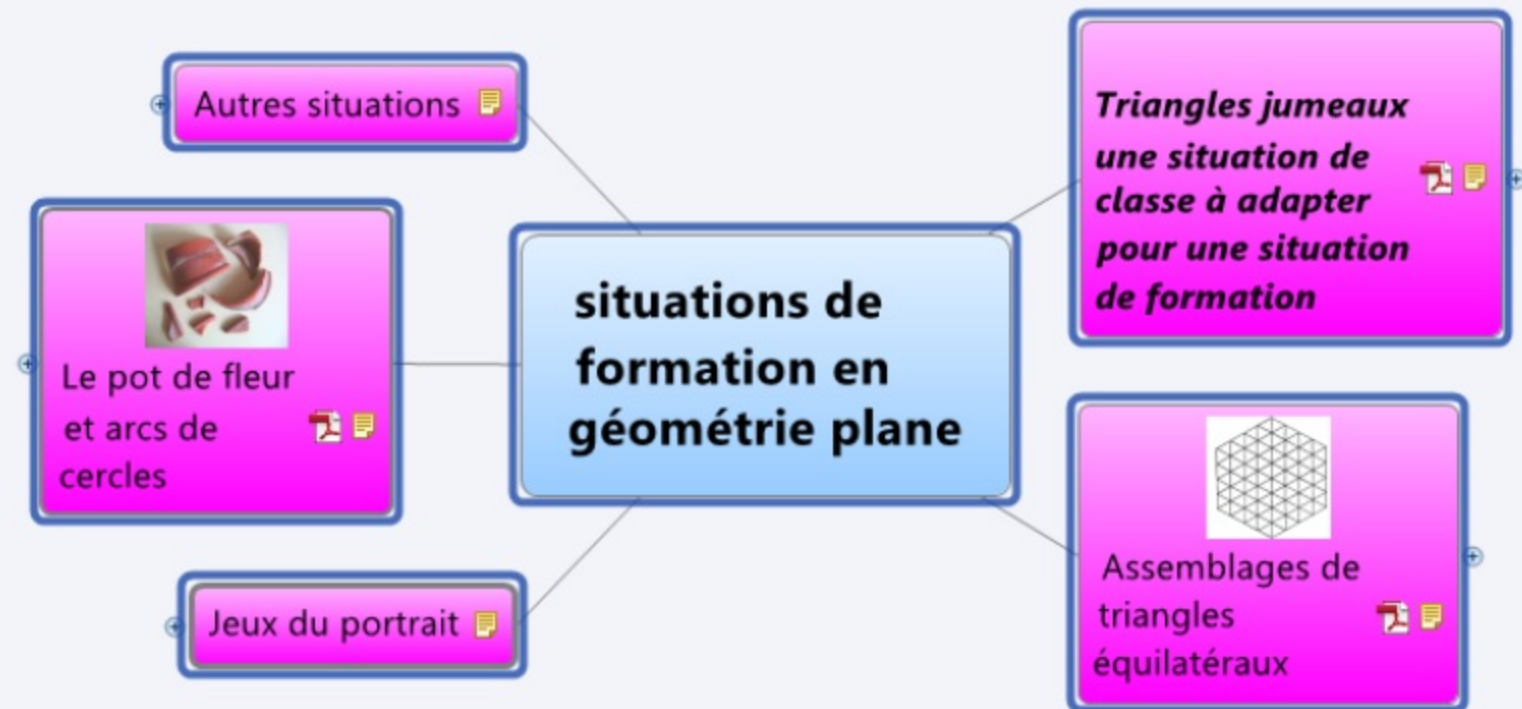 situations de
formation en
géométrie plane
Triangles jumeaux
une situation de
classe à adapter
pour une situation
de formation
Assemblages de
triangles
équilatéraux
Autres situations
Le pot de fleur
et arcs de
cercles
Jeux du portrait